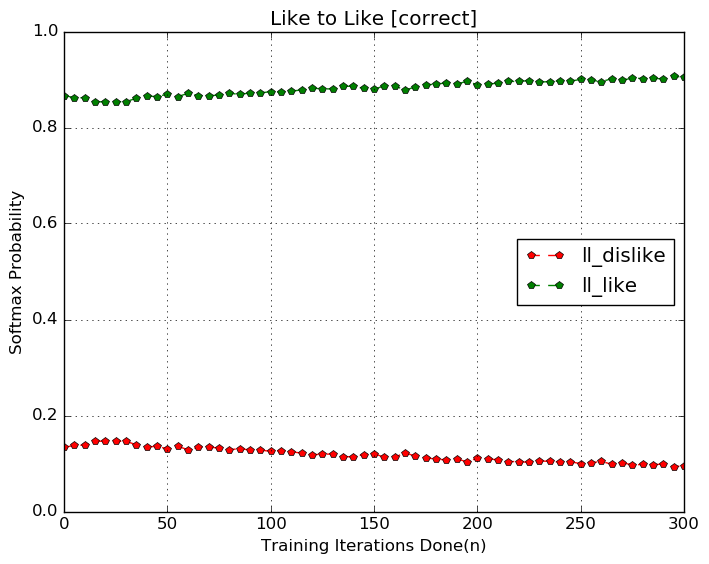 Like to Like [correct]
1.0
0.8
0.6
0.4
0.2
0.0
Softmax Probability
ll_dislike
ll_like
0 50 100 150 200 250 300
Training Iterations Done(n)